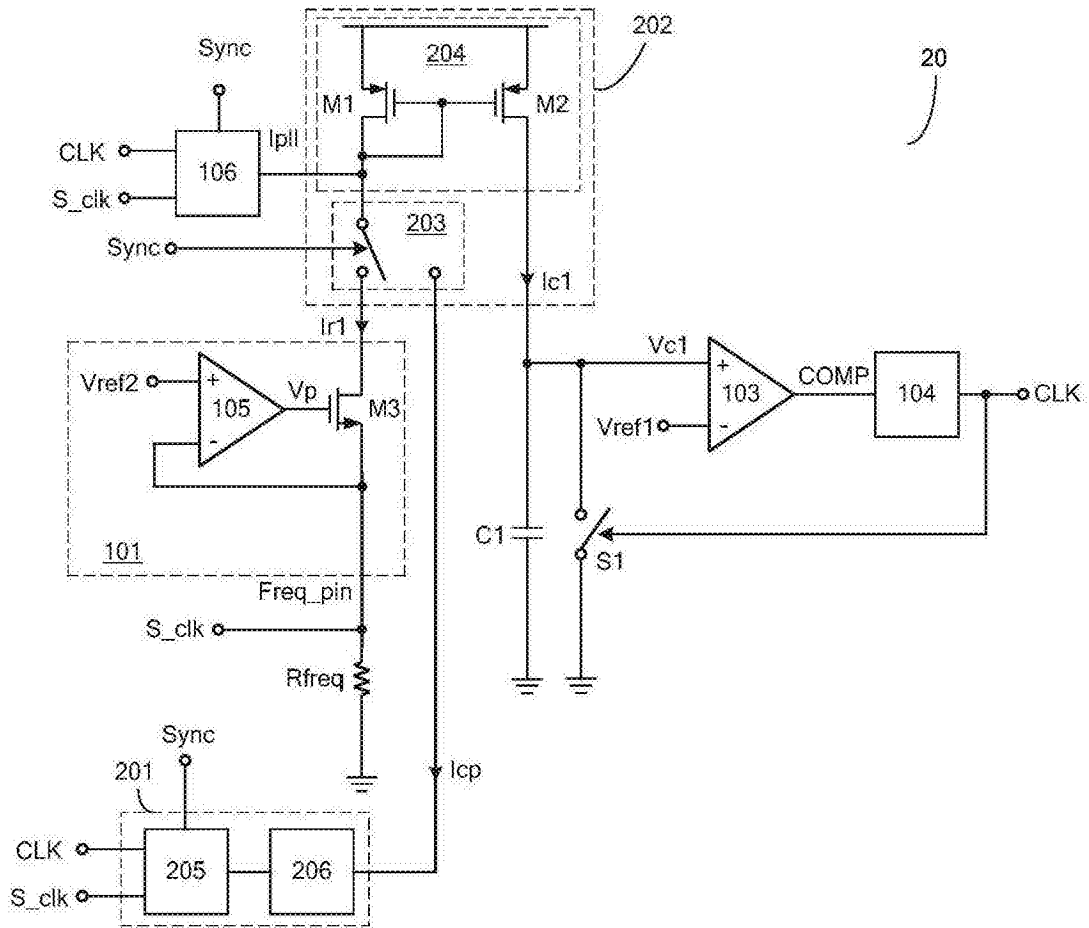 202
20
Sync
204
M1
M2
CLK
Ipll
106
S_clk
203
Sync
Ic1
Ir1
Vref2
+
105
-
Vp
M3
Vc1
+
103
-
COMP
104
CLK
Vref1
101
C1
S1
Freq_pin
S_clk
Rfreq
Sync
201
Icp
CLK
205
206
S_clk